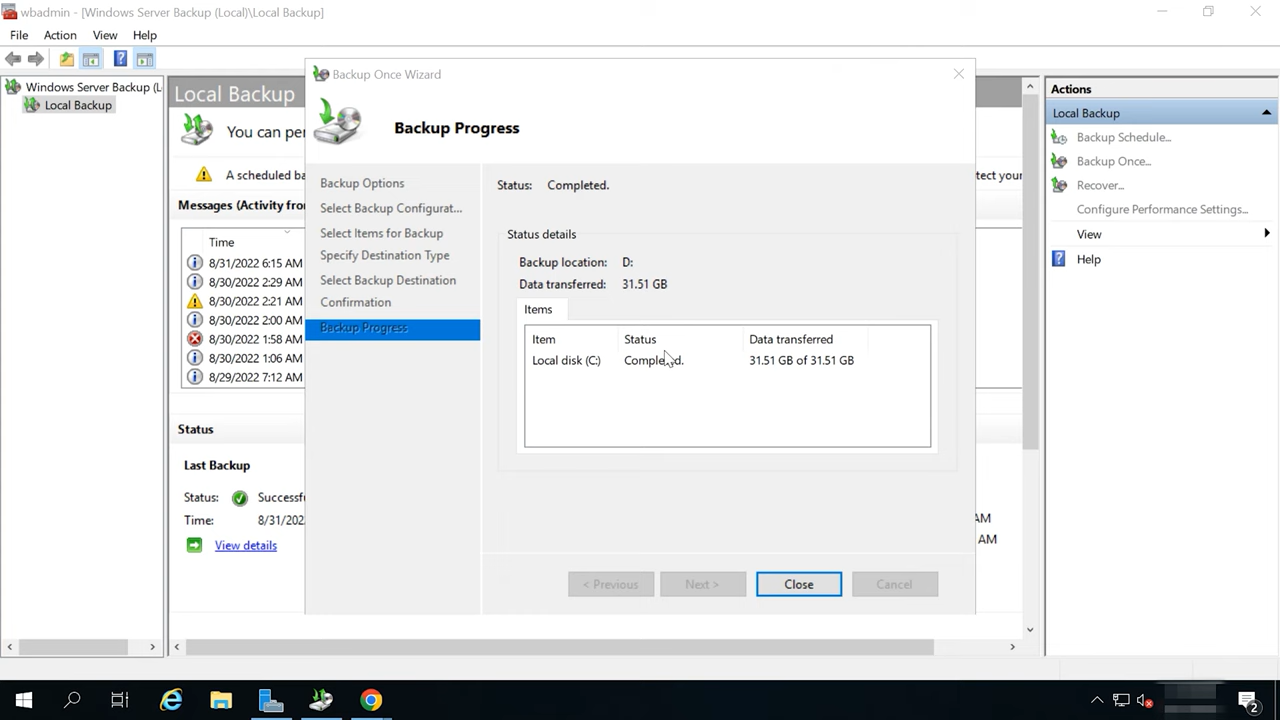 wbadmin - [Windows Server Backup (Local)\Local Backup]
File Action View Help
Windows Server Backup (L
Local Backup
Local Backup
You can per
A scheduled ba
tect your
Messages (Activity from
Time
8/31/2022 6:15 AM
8/30/2022 2:29 AM
8/30/2022 2:21 AM
8/30/2022 2:00 AM
8/30/2022 1:58 AM
8/30/2022 1:06 AM
8/29/2022 7:12 AM
Status
Last Backup
Status: Successfu
Time: 8/31/202
View details
AM
AM
Backup Once Wizard
Backup Progress
Backup Options
Select Backup Configurat...
Select Items for Backup
Specify Destination Type
Select Backup Destination
Confirmation
Backup Progress
Status: Completed.
Status details
Backup location: D:
Data transferred: 31.51 GB
Items
Item Status Data transferred
Local disk (C:) Completed. 31.51 GB of 31.51 GB
< Previous Next > Close Cancel
Actions
Local Backup
Backup Schedule...
Backup Once...
Recover...
Configure Performance Settings...
View
Help
2